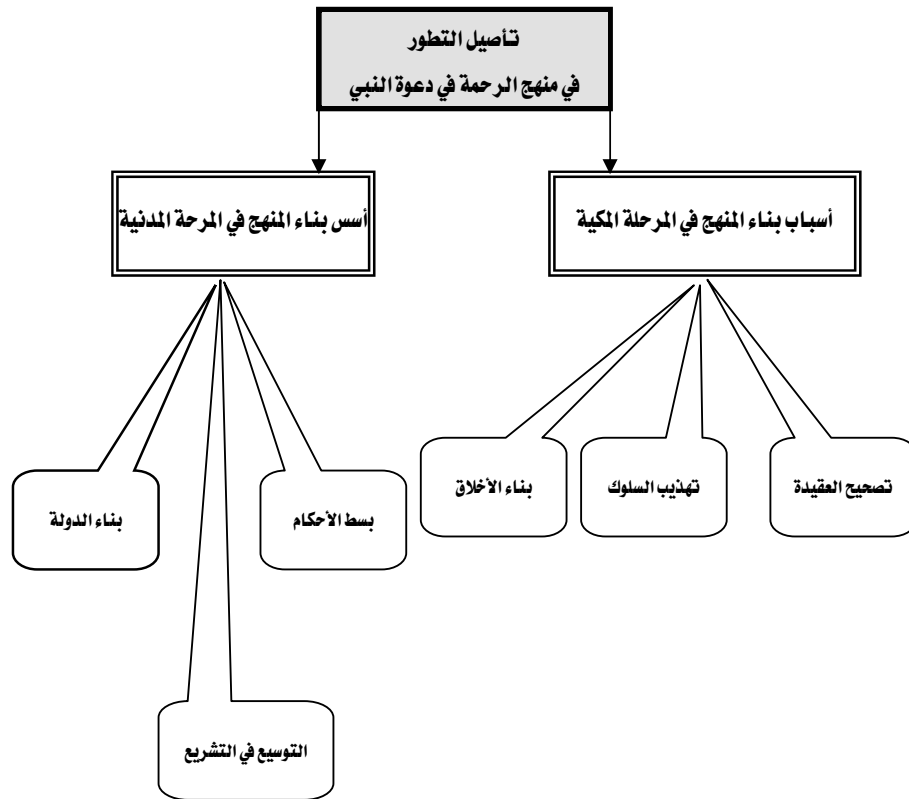 تأصيل التطور
في منهج الرحمة في دعوة النبي
أسباب بناء المنهج في المرحلة المكية
أسس بناء المنهج في المرحة المدنية
تصحيح العقيدة
تهذيب السلوك
بناء الأخلاق
بسط الأحكام
بناء الدولة
التوسيع في التشريع